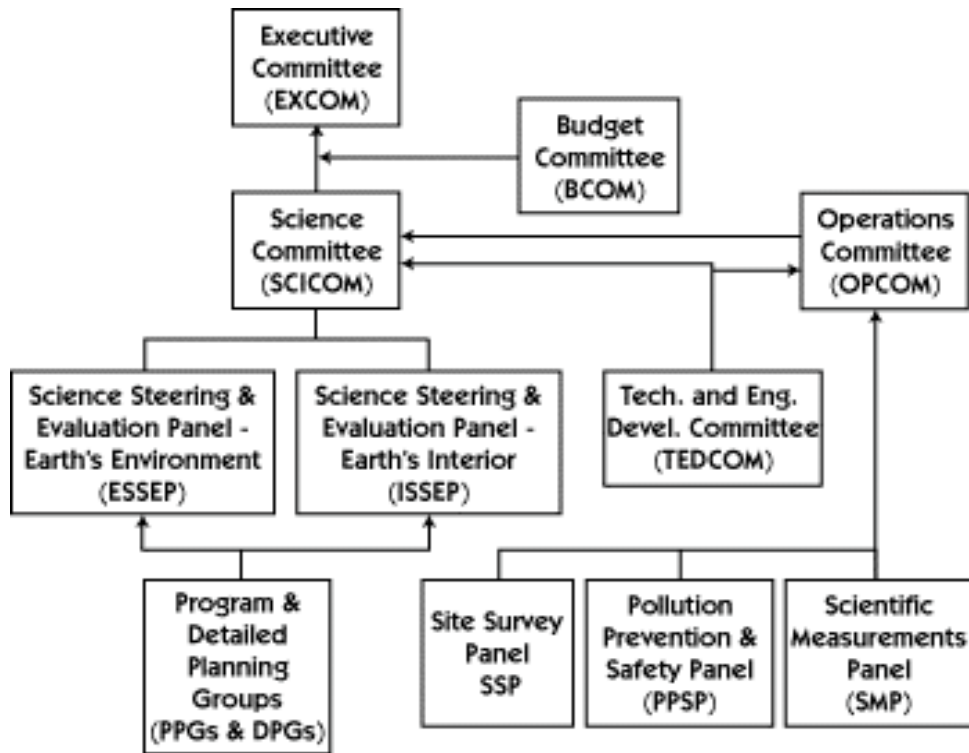 Executive
Committee
(EXCOM)
Budget
Committee
(BCOM)
Science
Committee
(SCICOM)
Operations
Committee
(OPCOM)
Science Steering &
Evaluation Panel -
Earth's Environment
(ESSEP)
Science Steering &
Evaluation Panel -
Earth's Interior
(ISSEP)
Tech. and Eng.
Devel. Committee
(TEDCOM)
Program &
Detailed
Planning
Groups
(PPGs & DPGs)
Site Survey
Panel
SSP
Pollution
Prevention &
Safety Panel
(PPSP)
Scientific
Measurements
Panel
(SMP)